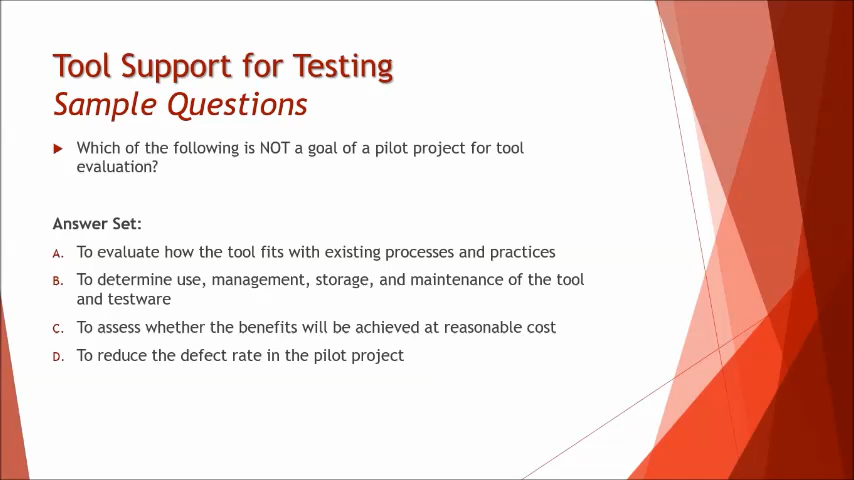 Tool Support for Testing
Sample Questions
Which of the following is NOT a goal of a pilot project for tool
evaluation?
Answer Set:
A. To evaluate how the tool fits with existing processes and practices
B. To determine use, management, storage, and maintenance of the tool
and testware
C. To assess whether the benefits will be achieved at reasonable cost
D. To reduce the defect rate in the pilot project